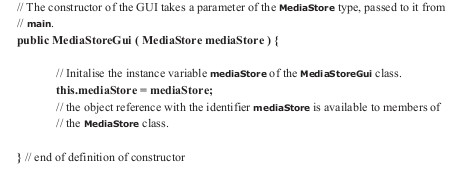 // The constructor of the GUI takes a parameter of the MediaStore type, passed to it from
// main.
public MediaStoreGui ( MediaStore mediaStore ) {
// Initalise the instance variable mediaStore of the MediaStoreGui class.
this.mediaStore = mediaStore;
// the object reference with the identifier mediaStore is available to members of
// the MediaStore class.
} // end of definition of constructor